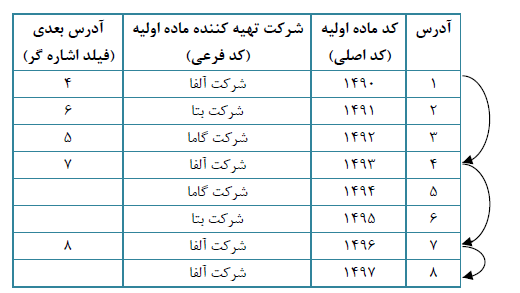 آدرس کد ماده اولیه شرکت تهیه کننده ماده اولیه آدرس بعدی
(کد اصلی) (کد فرعی) (فیلد اشاره گر)
۱ ۱۴۹۰ شرکت آلفا ۴
۲ ۱۴۹۱ شرکت بتا ۶
۳ ۱۴۹۲ شرکت گاما ۵
۴ ۱۴۹۳ شرکت آلفا ۷
۵ ۱۴۹۴ شرکت گاما
۶ ۱۴۹۵ شرکت بتا
۷ ۱۴۹۶ شرکت آلفا ۸
۸ ۱۴۹۷ شرکت آلفا